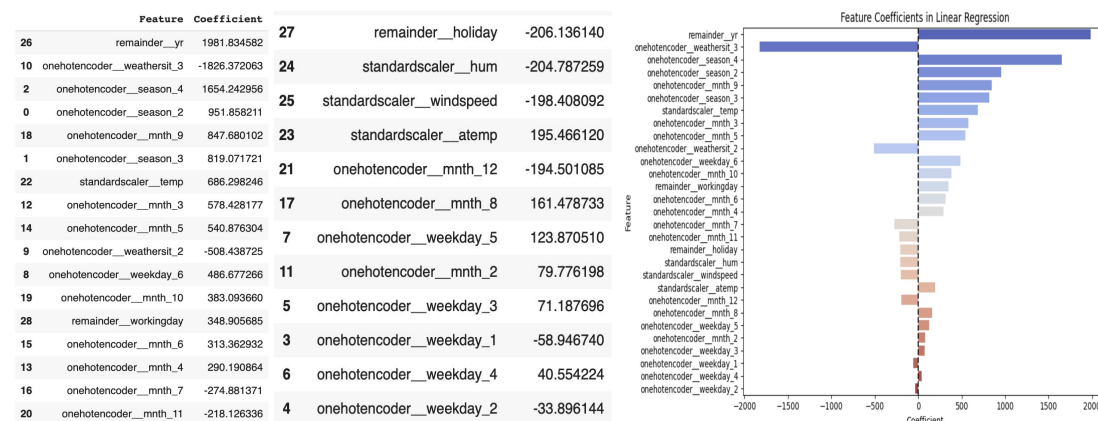 Feature Coefficient
26 remainder__yr 1981.834582
10 onehotencoder__weathersit_3 -1826.372063
2 onehotencoder__season_4 1654.242956
0 onehotencoder__season_2 951.858211
18 onehotencoder__mnth_9 847.680102
1 onehotencoder__season_3 819.071721
22 standardscaler__temp 686.298246
12 onehotencoder__mnth_3 578.428177
14 onehotencoder__mnth_5 540.876304
9 onehotencoder__weathersit_2 -508.438725
8 onehotencoder__weekday_6 486.677266
19 onehotencoder__mnth_10 383.093660
28 remainder__workingday 348.905685
15 onehotencoder__mnth_6 313.362932
13 onehotencoder__mnth_4 290.190864
16 onehotencoder__mnth_7 -274.881371
20 onehotencoder__mnth_11 -218.126336
27 remainder__holiday -206.136140
24 standardscaler__hum -204.787259
25 standardscaler__windspeed -198.408092
23 standardscaler__atemp 195.466120
21 onehotencoder__mnth_12 -194.501085
17 onehotencoder__mnth_8 161.478733
7 onehotencoder__weekday_5 123.870510
11 onehotencoder__mnth_2 79.776198
5 onehotencoder__weekday_3 71.187696
3 onehotencoder__weekday_1 -58.946740
6 onehotencoder__weekday_4 40.554224
4 onehotencoder__weekday_2 -33.896144
Feature Coefficients in Linear Regression
Feature
remainder__yr
onehotencoder__weathersit_3
onehotencoder__season_4
onehotencoder__season_2
onehotencoder__mnth_9
onehotencoder__season_3
standardscaler__temp
onehotencoder__mnth_3
onehotencoder__mnth_5
onehotencoder__weathersit_2
onehotencoder__weekday_6
onehotencoder__mnth_10
remainder__workingday
onehotencoder__mnth_6
onehotencoder__mnth_4
onehotencoder__mnth_7
onehotencoder__mnth_11
remainder__holiday
standardscaler__hum
standardscaler__windspeed
standardscaler__atemp
onehotencoder__mnth_12
onehotencoder__mnth_8
onehotencoder__weekday_5
onehotencoder__mnth_2
onehotencoder__weekday_3
onehotencoder__weekday_1
onehotencoder__weekday_4
onehotencoder__weekday_2
−2000 −1500 −1000 −500 0 500 1000 1500 2000
Coefficient